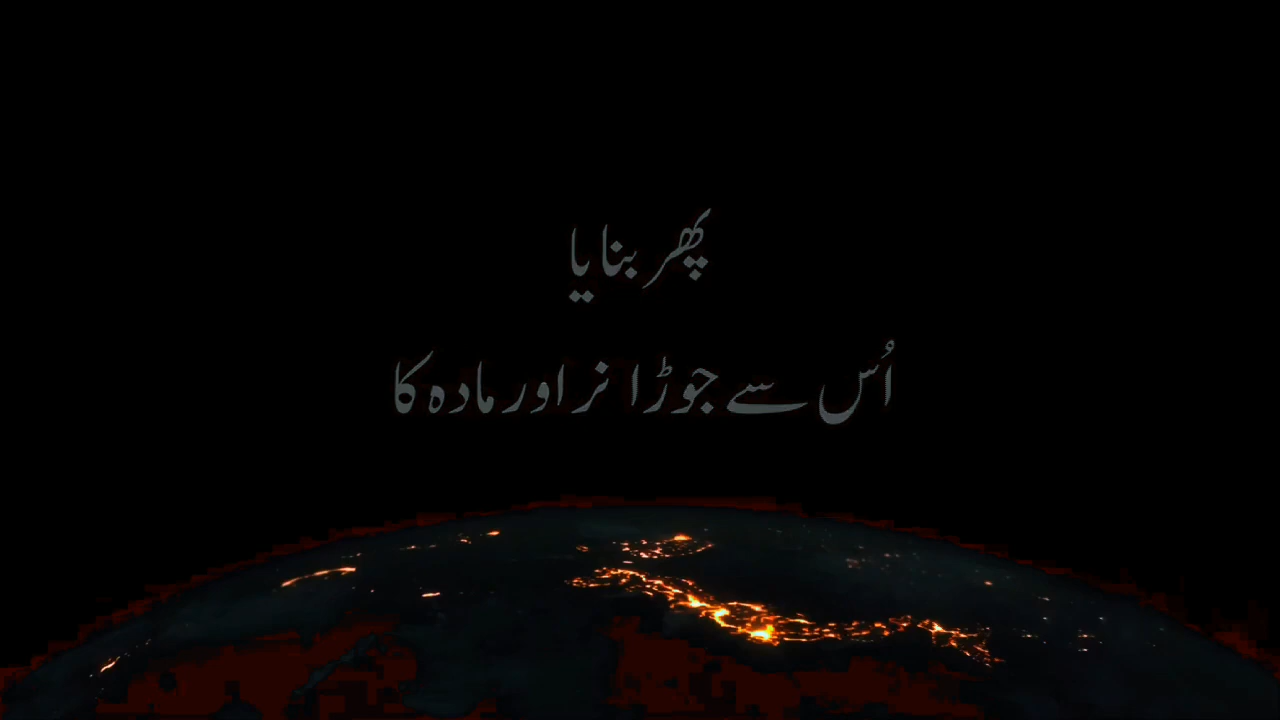 پھر بنایا
اُس سے جوڑا نر اور مادہ کا